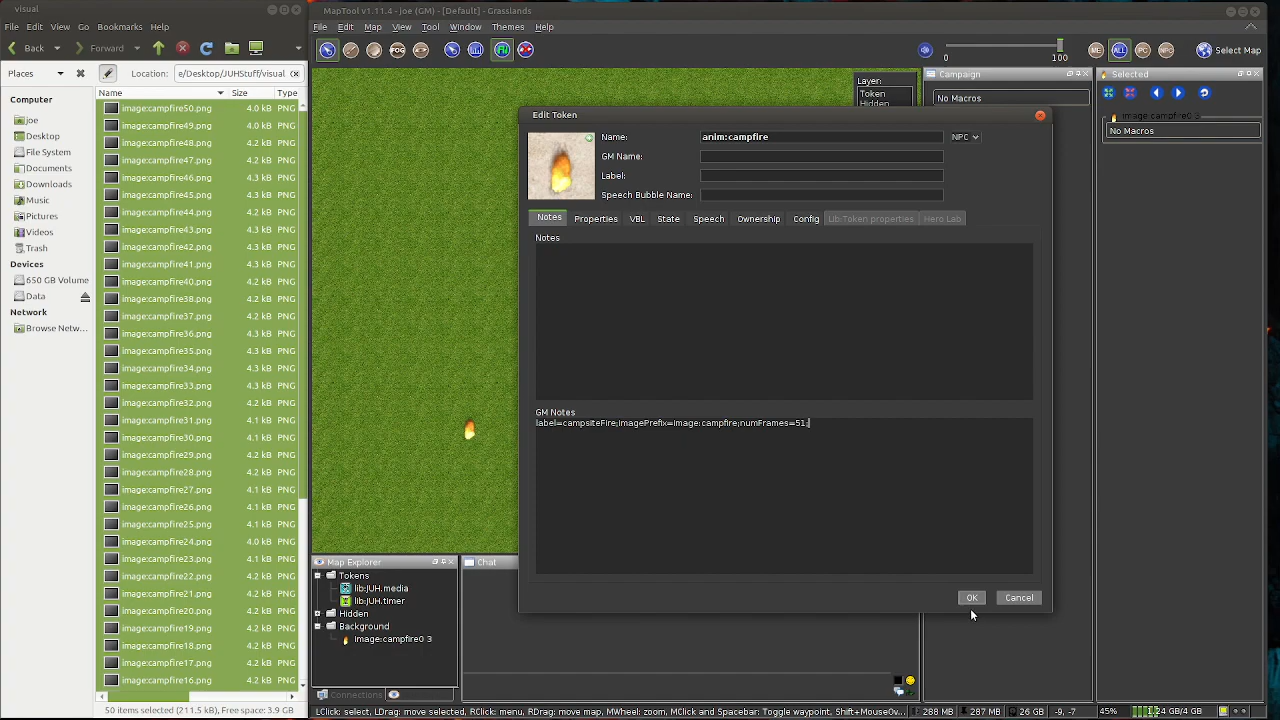 visual
File Edit View Go Bookmarks Help
Back Forward
Places Location: e/Desktop/JUHStuff/visual
Computer
joe
Desktop
File System
Documents
Downloads
Music
Pictures
Videos
Trash
Devices
650 GB Volume
Data
Network
Browse Netw...
Name Size Type
image:campfire50.png 4.0 kB PNG
image:campfire49.png 4.0 kB PNG
image:campfire48.png 4.2 kB PNG
image:campfire47.png 4.2 kB PNG
image:campfire46.png 4.3 kB PNG
image:campfire45.png 4.3 kB PNG
image:campfire44.png 4.2 kB PNG
image:campfire43.png 4.2 kB PNG
image:campfire42.png 4.3 kB PNG
image:campfire41.png 4.3 kB PNG
image:campfire40.png 4.2 kB PNG
image:campfire38.png 4.2 kB PNG
image:campfire37.png 4.2 kB PNG
image:campfire36.png 4.3 kB PNG
image:campfire35.png 4.3 kB PNG
image:campfire34.png 4.3 kB PNG
image:campfire33.png 4.3 kB PNG
image:campfire32.png 4.2 kB PNG
image:campfire31.png 4.2 kB PNG
image:campfire30.png 4.2 kB PNG
image:campfire29.png 4.2 kB PNG
image:campfire28.png 4.2 kB PNG
image:campfire27.png 4.1 kB PNG
image:campfire26.png 4.1 kB PNG
image:campfire25.png 4.1 kB PNG
image:campfire24.png 4.0 kB PNG
image:campfire23.png 4.1 kB PNG
image:campfire22.png 4.2 kB PNG
image:campfire21.png 4.2 kB PNG
image:campfire20.png 4.2 kB PNG
image:campfire19.png 4.2 kB PNG
image:campfire18.png 4.2 kB PNG
image:campfire17.png 4.2 kB PNG
image:campfire16.png 4.2 kB PNG
50 items selected (211.5 kB), Free space: 3.9 GB
MapTool v1.11.4 - joe (GM) - [Default] - Grasslands
File Edit Map View Tool Window Themes Help
FOG AI 0 100 ME ALL PC NPC Select Map
Layer:
Token
Hidden
Campaign
No Macros
Selected
image:campfire0 3
No Macros
Edit Token
Name: anim:campfire NPC
GM Name:
Label:
Speech Bubble Name:
Notes Properties VBL State Speech Ownership Config Lib:Token properties Hero Lab
Notes
GM Notes
label=campsiteFire;imagePrefix=image:campfire;numFrames=51;
OK Cancel
Map Explorer
Tokens
lib:JUH.media
lib:JUH.timer
Hidden
Background
image:campfire0 3
Connections
Chat
LClick: select, LDrag: move selected, RClick: menu, RDrag: move map, MWheel: zoom, MClick and Spacebar: Toggle waypoint, Shift+MouseOv...
288 MB 287 MB 26 GB -9, -7 45%